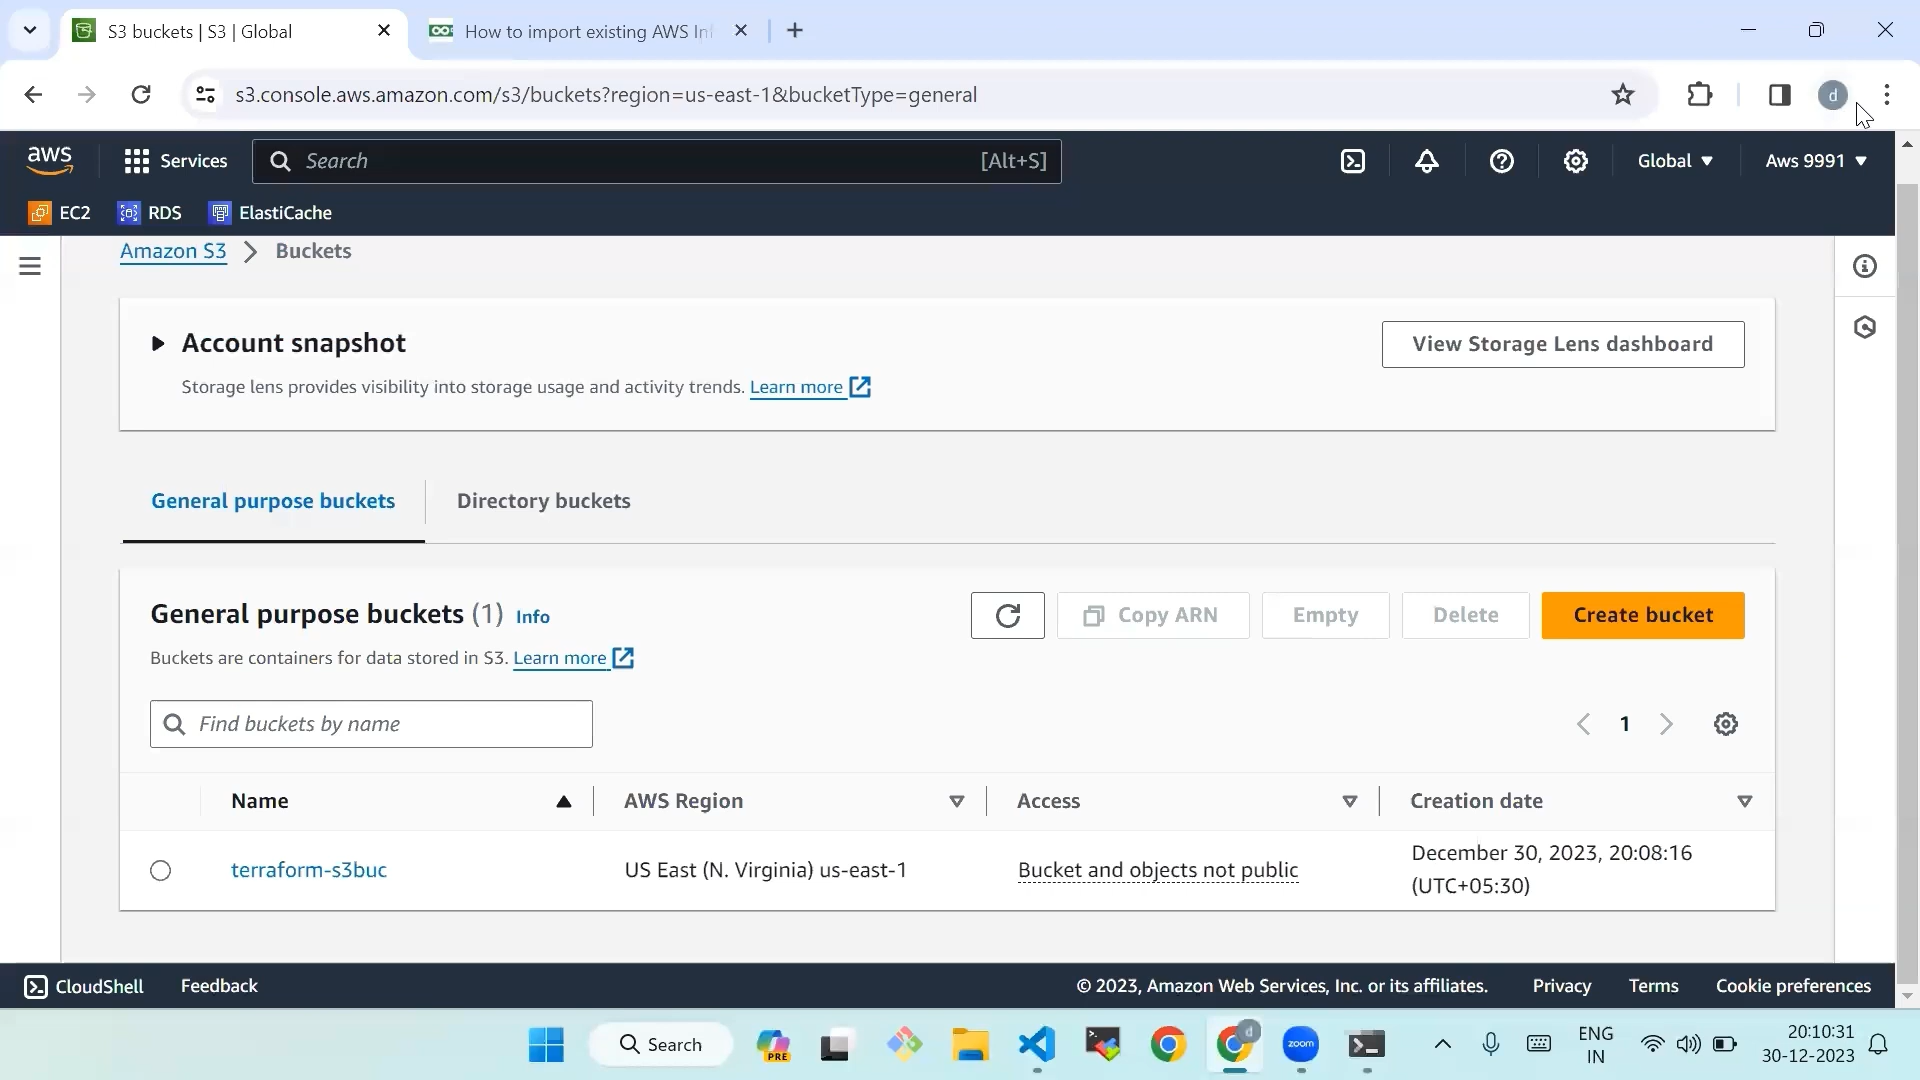 S3 buckets | S3 | Global
How to import existing AWS In
s3.console.aws.amazon.com/s3/buckets?region=us-east-1&bucketType=general
d
aws
Services
Search
[Alt+S]
Global
Aws 9991
EC2
RDS
ElastiCache
Amazon S3
Buckets
Account snapshot
View Storage Lens dashboard
Storage lens provides visibility into storage usage and activity trends. Learn more
General purpose buckets
Directory buckets
General purpose buckets (1) Info
Copy ARN
Empty
Delete
Create bucket
Buckets are containers for data stored in S3. Learn more
Find buckets by name
1
Name
AWS Region
Access
Creation date
terraform-s3buc
US East (N. Virginia) us-east-1
Bucket and objects not public
December 30, 2023, 20:08:16
(UTC+05:30)
CloudShell
Feedback
© 2023, Amazon Web Services, Inc. or its affiliates.
Privacy
Terms
Cookie preferences
Search
PRE
d
zoom
ENG
IN
20:10:31
30-12-2023